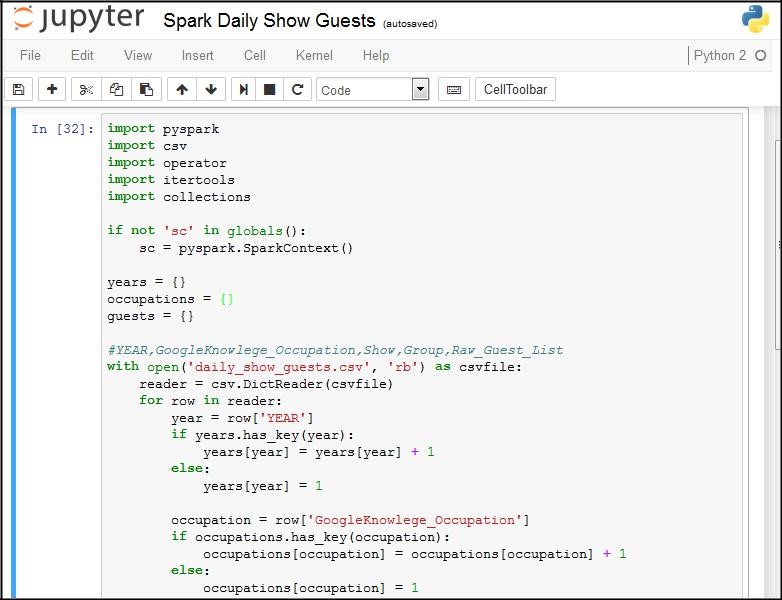 jupyter Spark Daily Show Guests (autosaved)
File Edit View Insert Cell Kernel Help Python 2
Code CellToolbar
In [32]: import pyspark
import csv
import operator
import itertools
import collections
if not 'sc' in globals():
    sc = pyspark.SparkContext()
years = {}
occupations = {}
guests = {}
#YEAR,GoogleKnowlege_Occupation,Show,Group,Raw_Guest_List
with open('daily_show_guests.csv', 'rb') as csvfile:
    reader = csv.DictReader(csvfile)
    for row in reader:
        year = row['YEAR']
        if years.has_key(year):
            years[year] = years[year] + 1
        else:
            years[year] = 1
        occupation = row['GoogleKnowlege_Occupation']
        if occupations.has_key(occupation):
            occupations[occupation] = occupations[occupation] + 1
        else:
            occupations[occupation] = 1